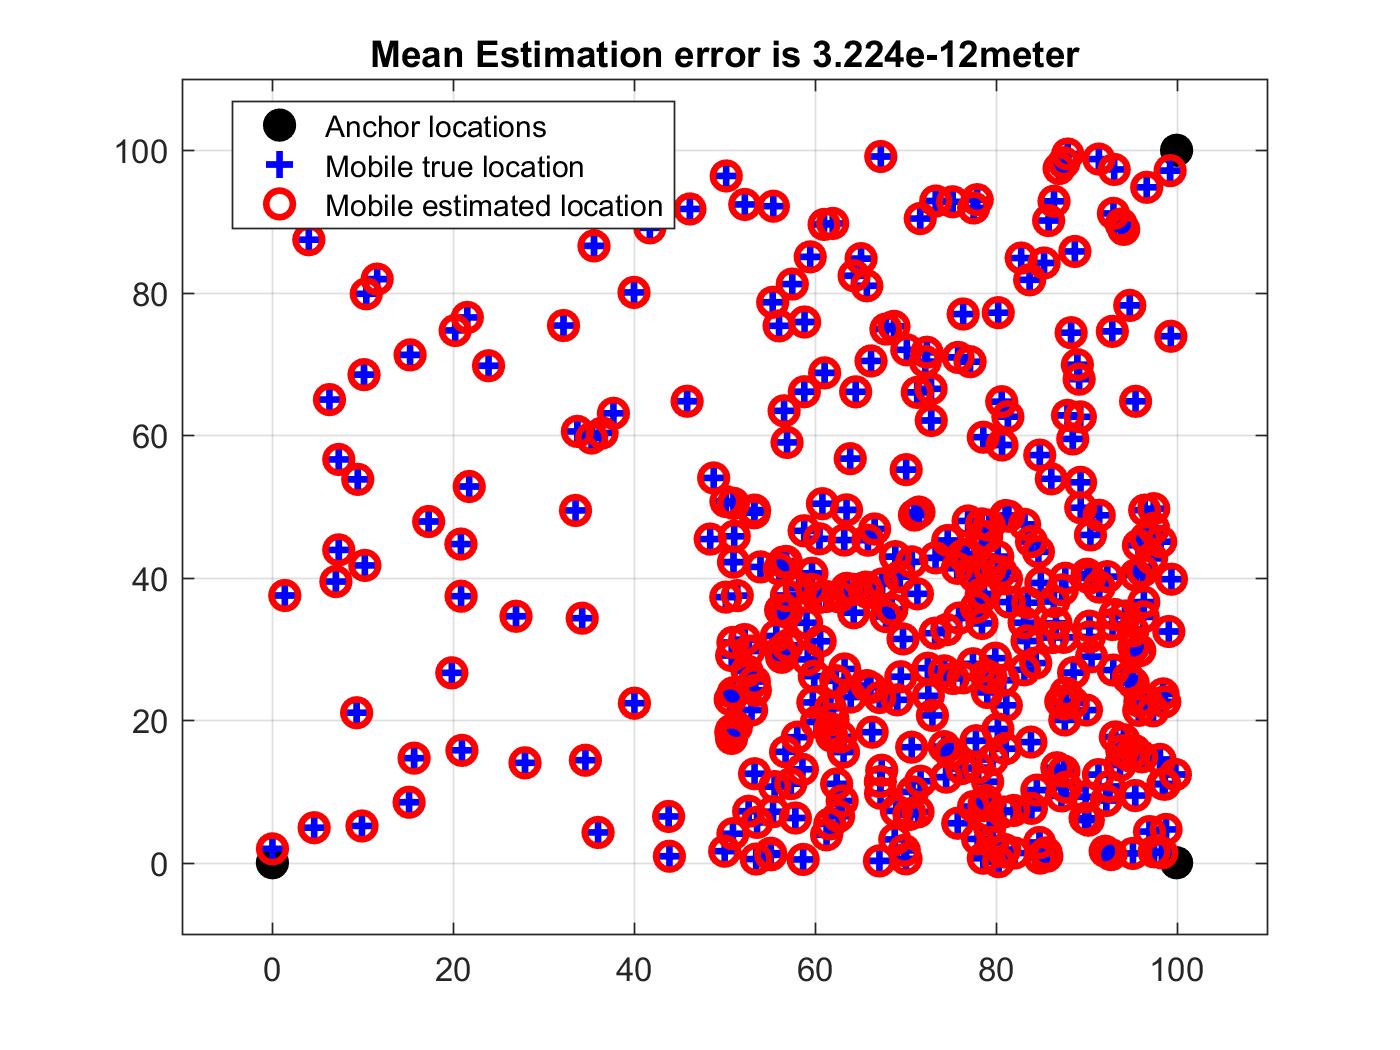 Mean Estimation error is 3.224e-12meter
Anchor locations
Mobile true location
Mobile estimated location
100
80
60
40
20
0
0 20 40 60 80 100